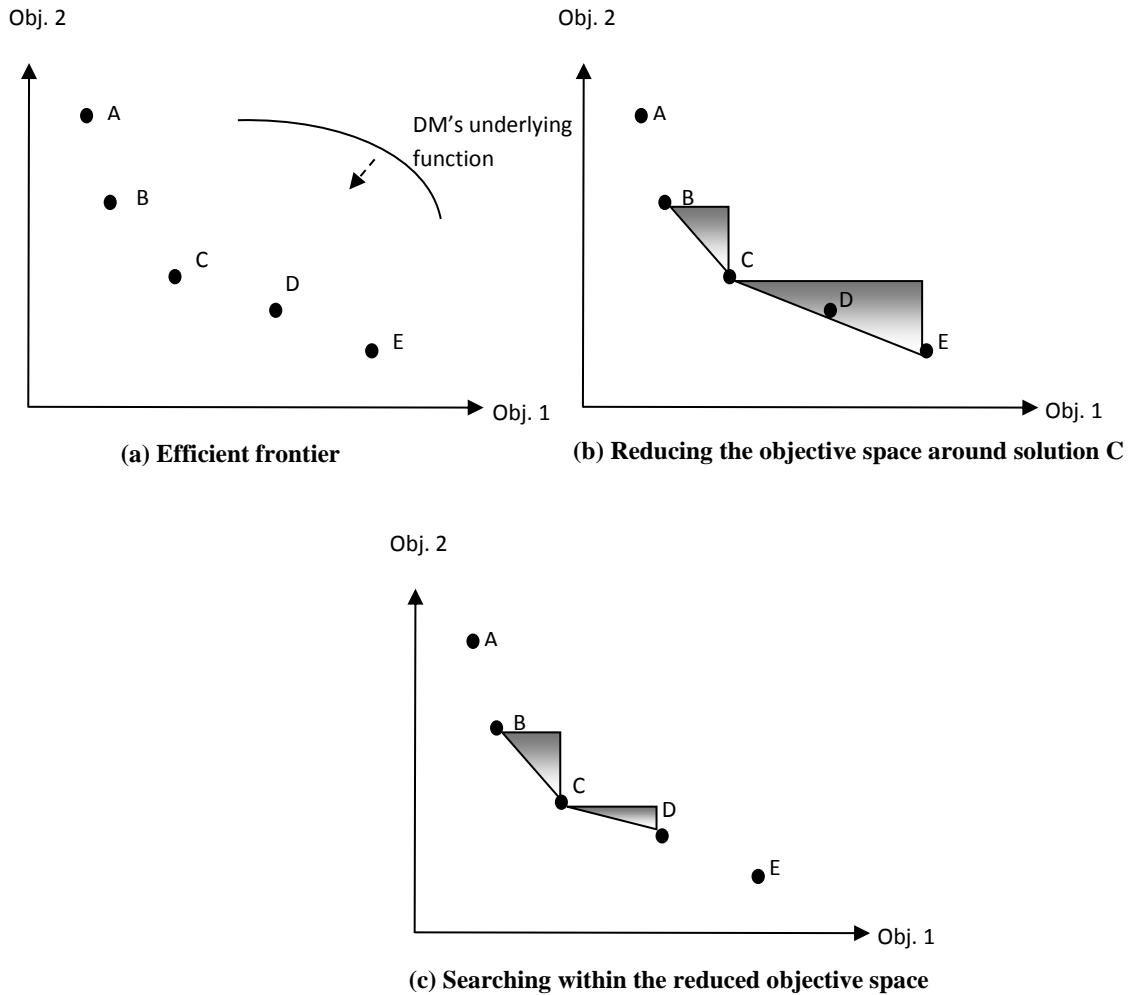 Obj. 2
A
B
C
D
E
DM's underlying
function
Obj. 1
(a) Efficient frontier
Obj. 2
A
B
C
D
E
Obj. 1
(b) Reducing the objective space around solution C
Obj. 2
A
B
C
D
E
Obj. 1
(c) Searching within the reduced objective space